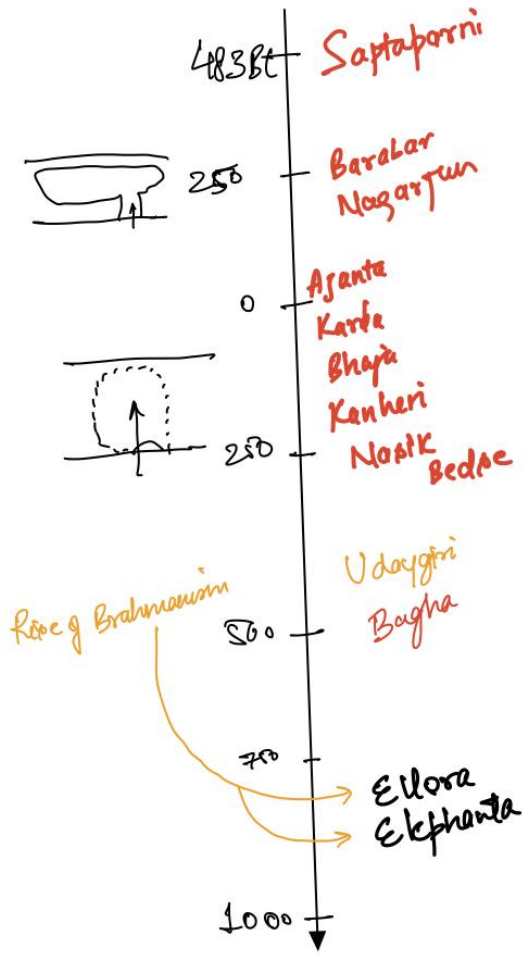 483BC Saptaparni
250 Barabar
Nagarjun
Ajanta
0
Karla
Bhaja
Kanheri
250 Nasik
Bedse
Udaygiri
Rise of Brahmanism
Bagha
500
750
Ellora
Elephanta
1000